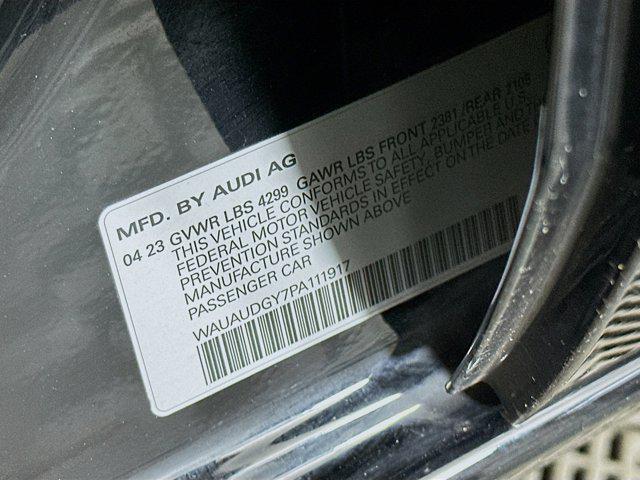 MFD. BY AUDI AG
04 23 GVWR LBS 4299 GAWR LBS FRONT 2381 /REAR 2105
THIS VEHICLE CONFORMS TO ALL APPLICABLE U.S.
FEDERAL MOTOR VEHICLE SAFETY, BUMPER AND
PREVENTION STANDARDS IN EFFECT ON THE DATE
MANUFACTURE SHOWN ABOVE
PASSENGER CAR
WAUAUDGY7PA111917